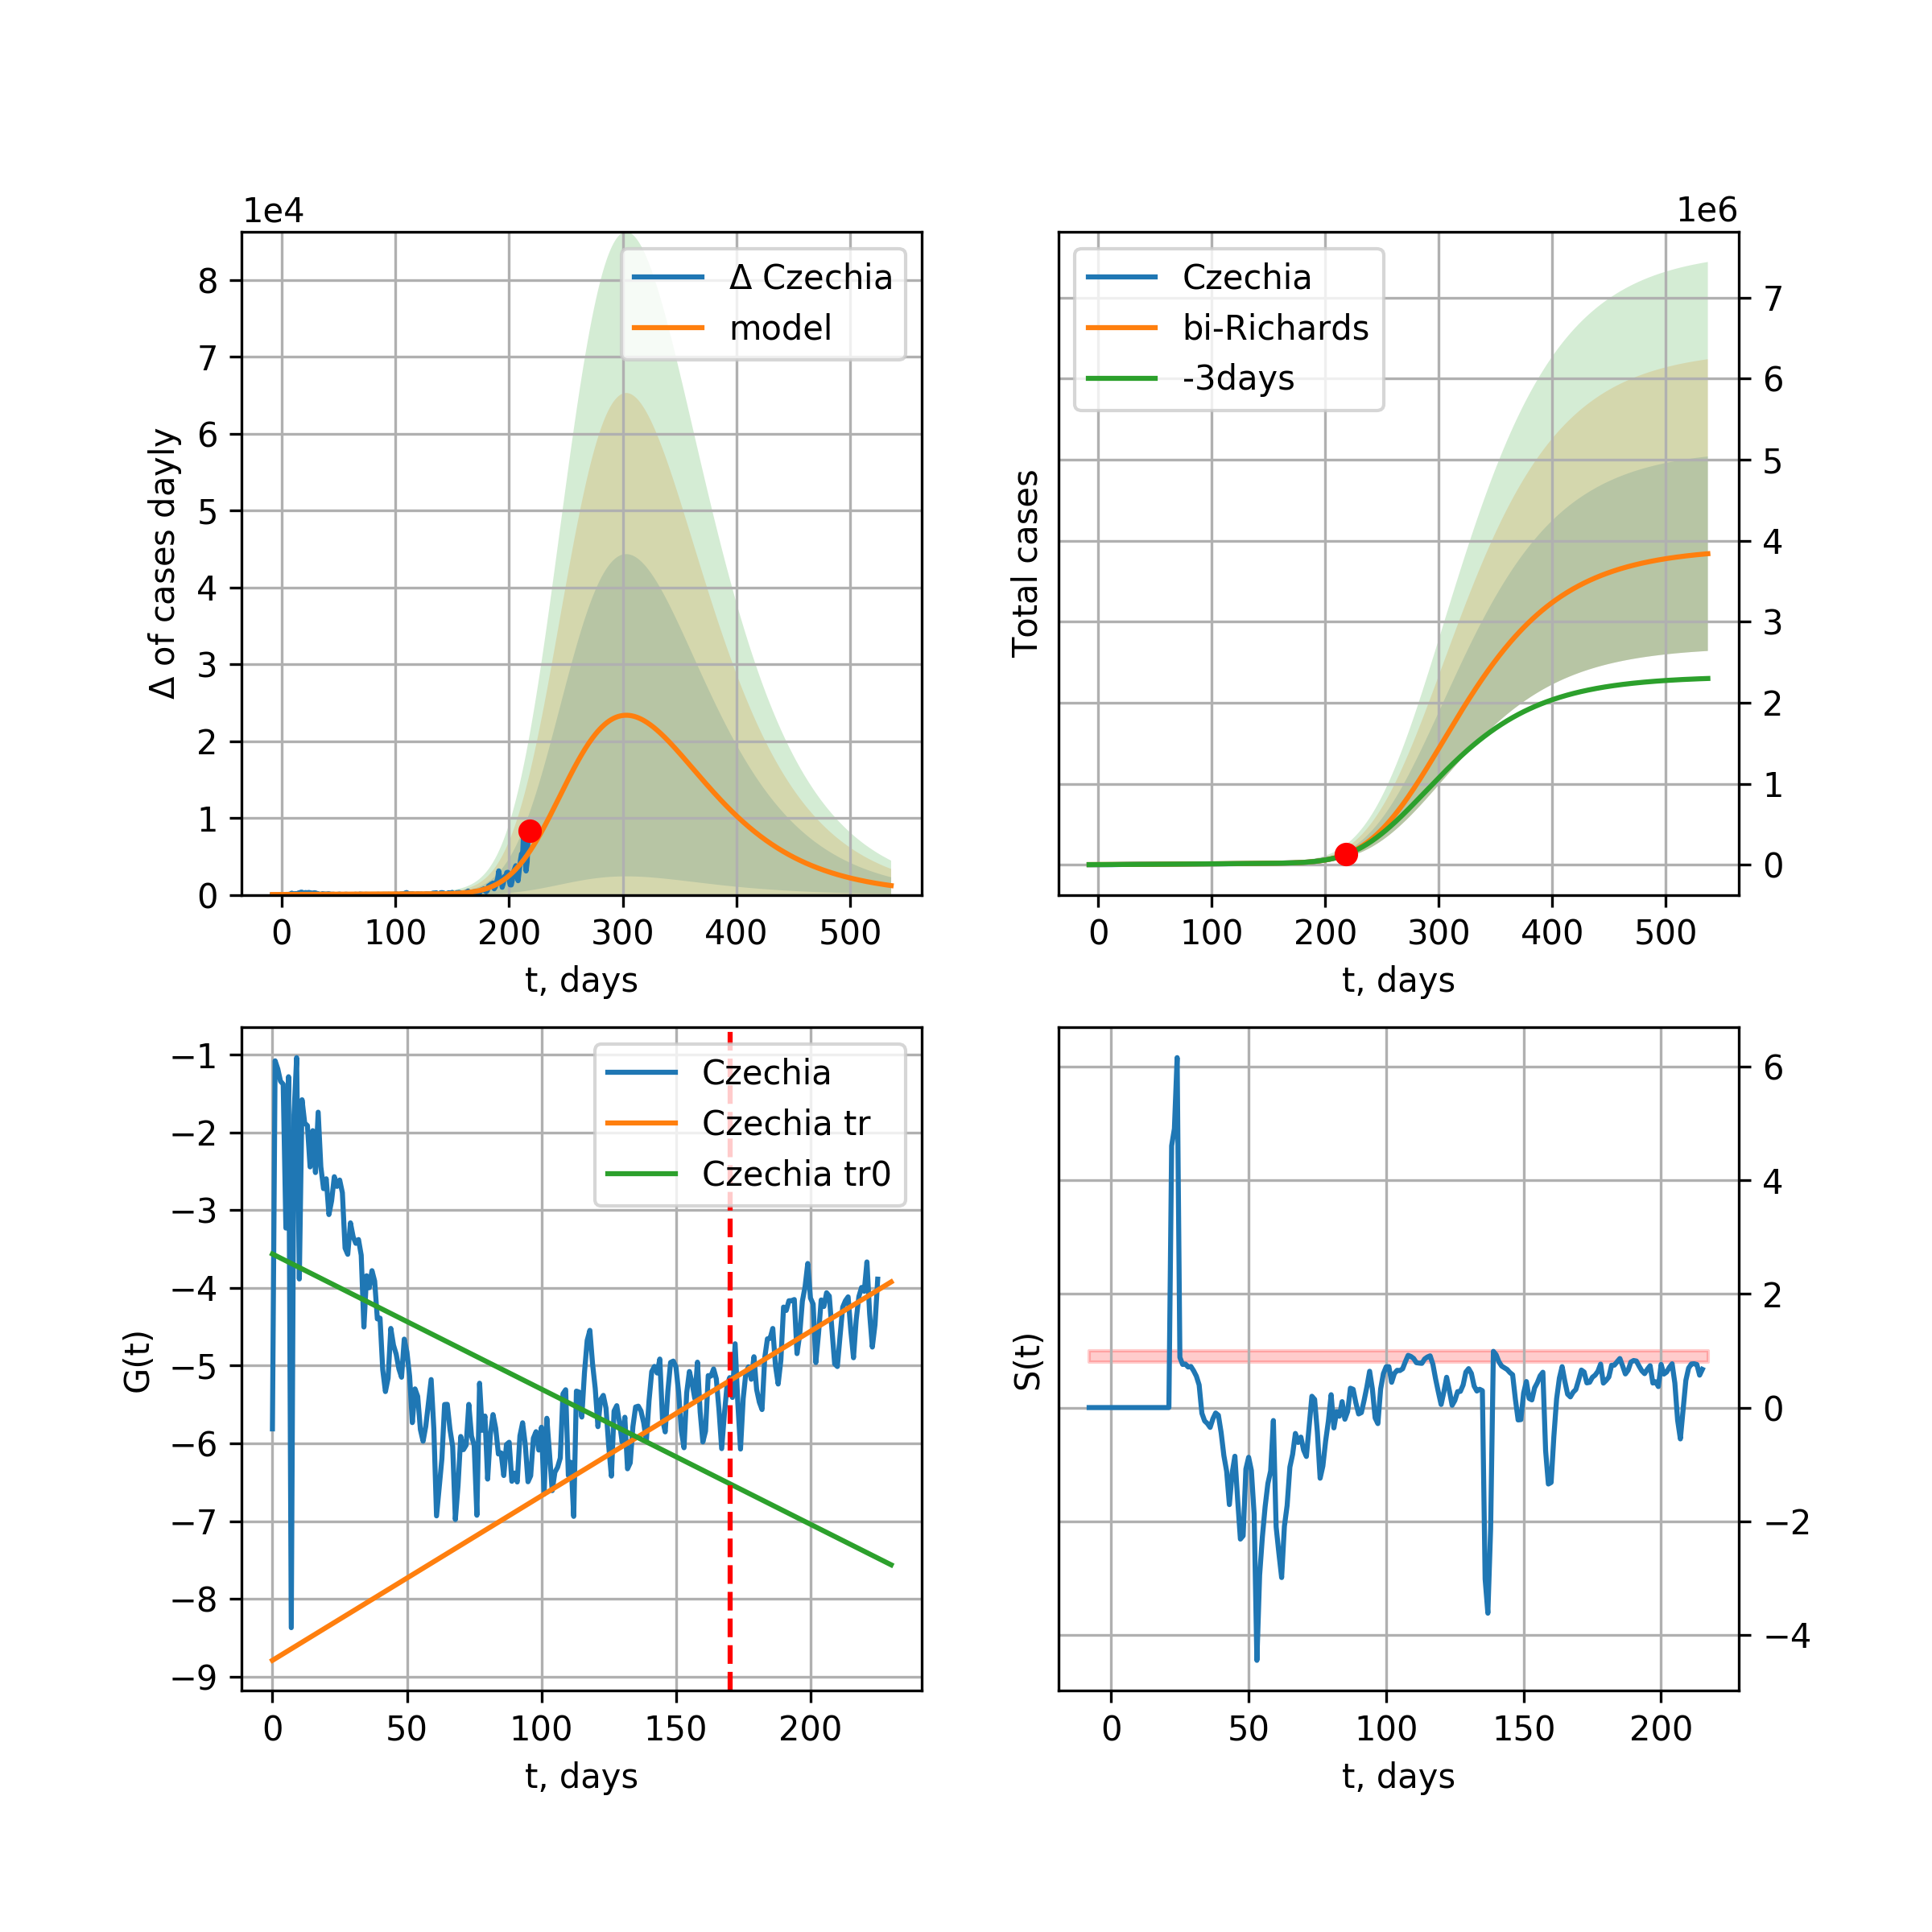 1e4
Δ of cases dayly
8
7
6
5
4
3
2
1
0
0 100 200 300 400 500
t, days
Δ Czechia
model
1e6
Total cases
7
6
5
4
3
2
1
0
0 100 200 300 400 500
t, days
Czechia
bi-Richards
-3days
G(t)
−1
−2
−3
−4
−5
−6
−7
−8
−9
0 50 100 150 200
t, days
Czechia
Czechia tr
Czechia tr0
S(t)
6
4
2
0
−2
−4
0 50 100 150 200
t, days